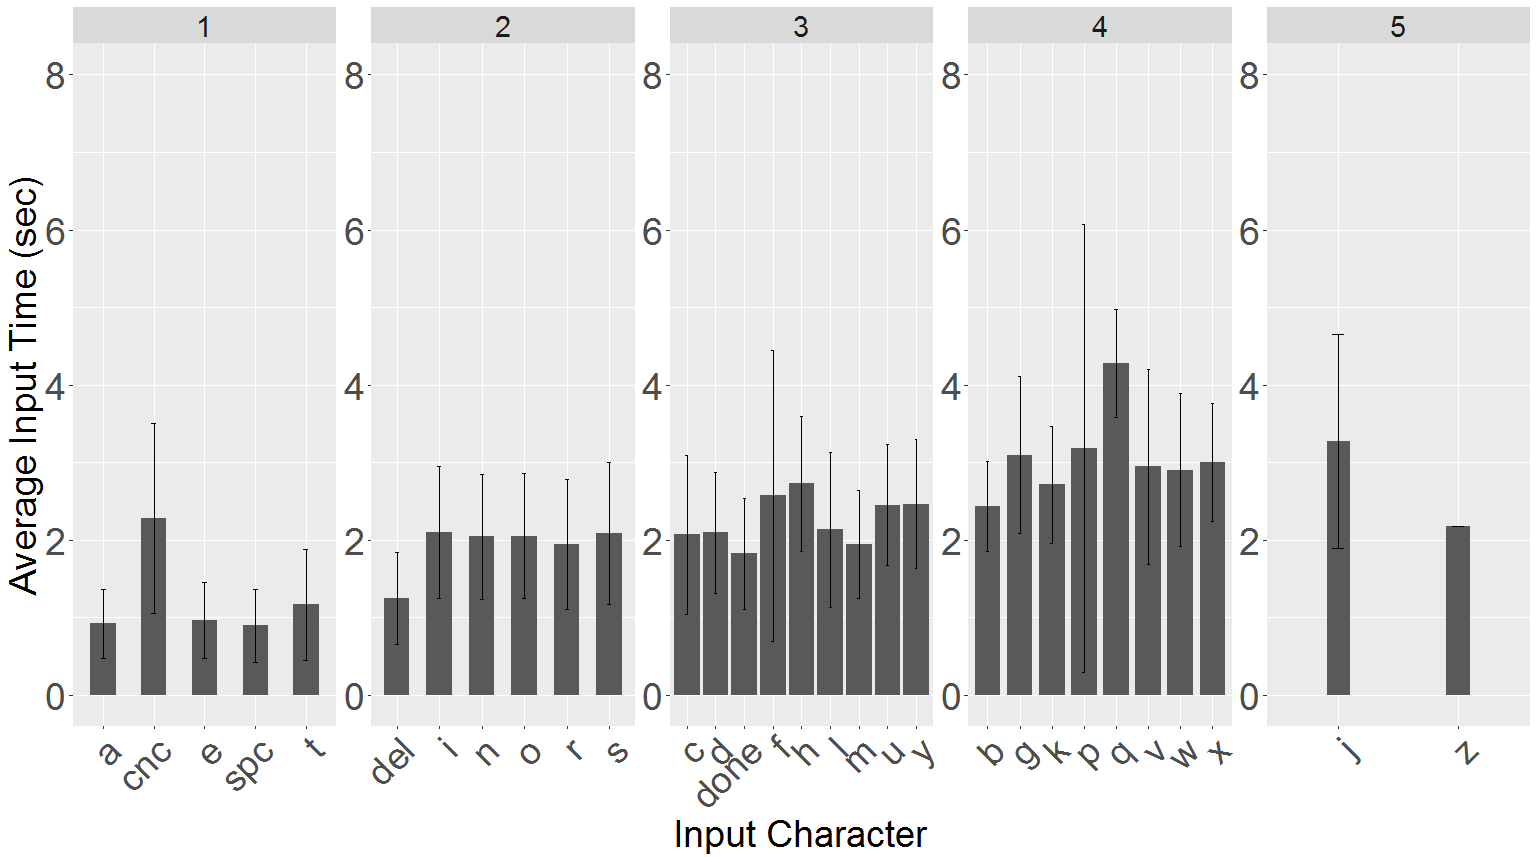 1 2 3 4 5
8 8 8 8 8
6 6 6 6 6
4 4 4 4 4
2 2 2 2 2
0 0 0 0 0
Average Input Time (sec)
a cnc e spc t del i n o r s c d done f h l m u y b g k p q v w x j z
Input Character